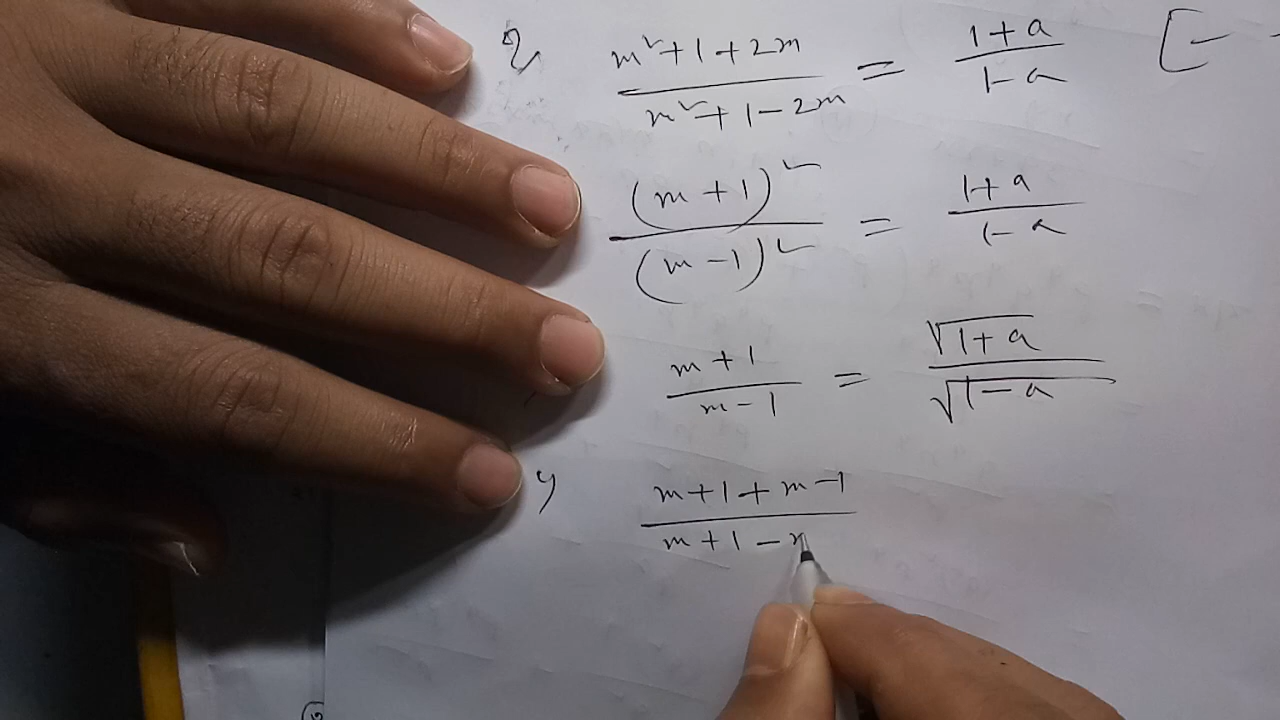 বা, m²+1+2m / m²+1-2m = 1+a / 1-a [-
(m+1)² / (m-1)² = 1+a / 1-a
m+1 / m-1 = √1+a / √1-a
m+1+m-1 / m+1-